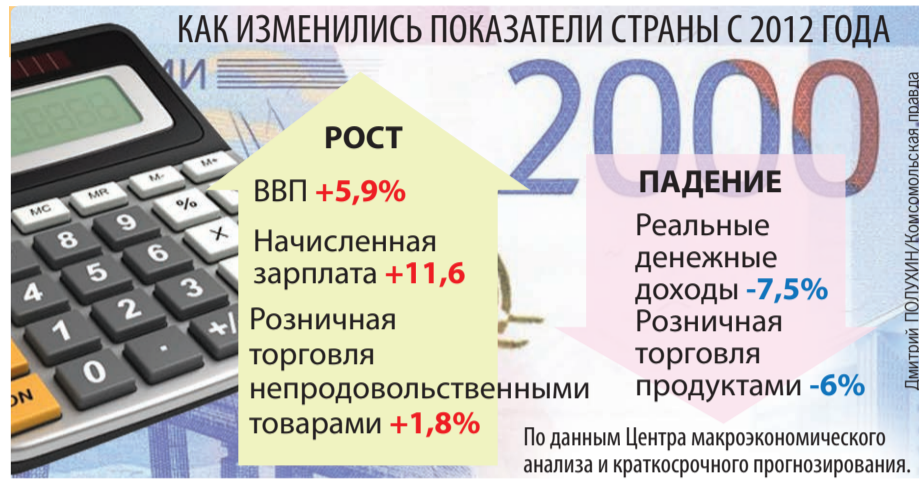 КАК ИЗМЕНИЛИСЬ ПОКАЗАТЕЛИ СТРАНЫ С 2012 ГОДА
МИ
2000
РОСТ
ВВП +5,9%
Начисленная
зарплата +11,6
Розничная
торговля
непродовольственными
товарами +1,8%
ПАДЕНИЕ
Реальные
денежные
доходы -7,5%
Розничная
торговля
продуктами -6%
По данным Центра макроэкономического
анализа и краткосрочного прогнозирования.
Дмитрий ПОЛУХИН/Комсомольская правда
MC MR M- M+
8 9 %
4 5 6 X
1 2 3
0 . +/
ON